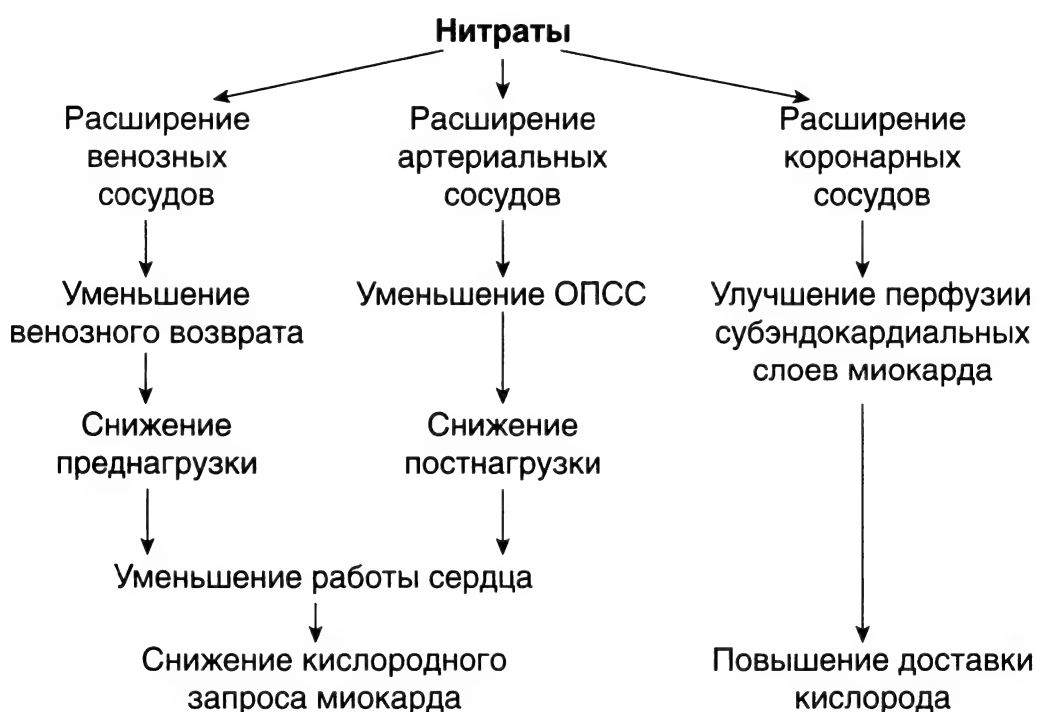 Нитраты
Расширение
венозных
сосудов
Расширение
артериальных
сосудов
Расширение
коронарных
сосудов
Уменьшение
венозного возврата
Уменьшение ОПСС
Улучшение перфузии
субэндокардиальных
слоев миокарда
Снижение
преднагрузки
Снижение
постнагрузки
Уменьшение работы сердца
Снижение кислородного
запроса миокарда
Повышение доставки
кислорода